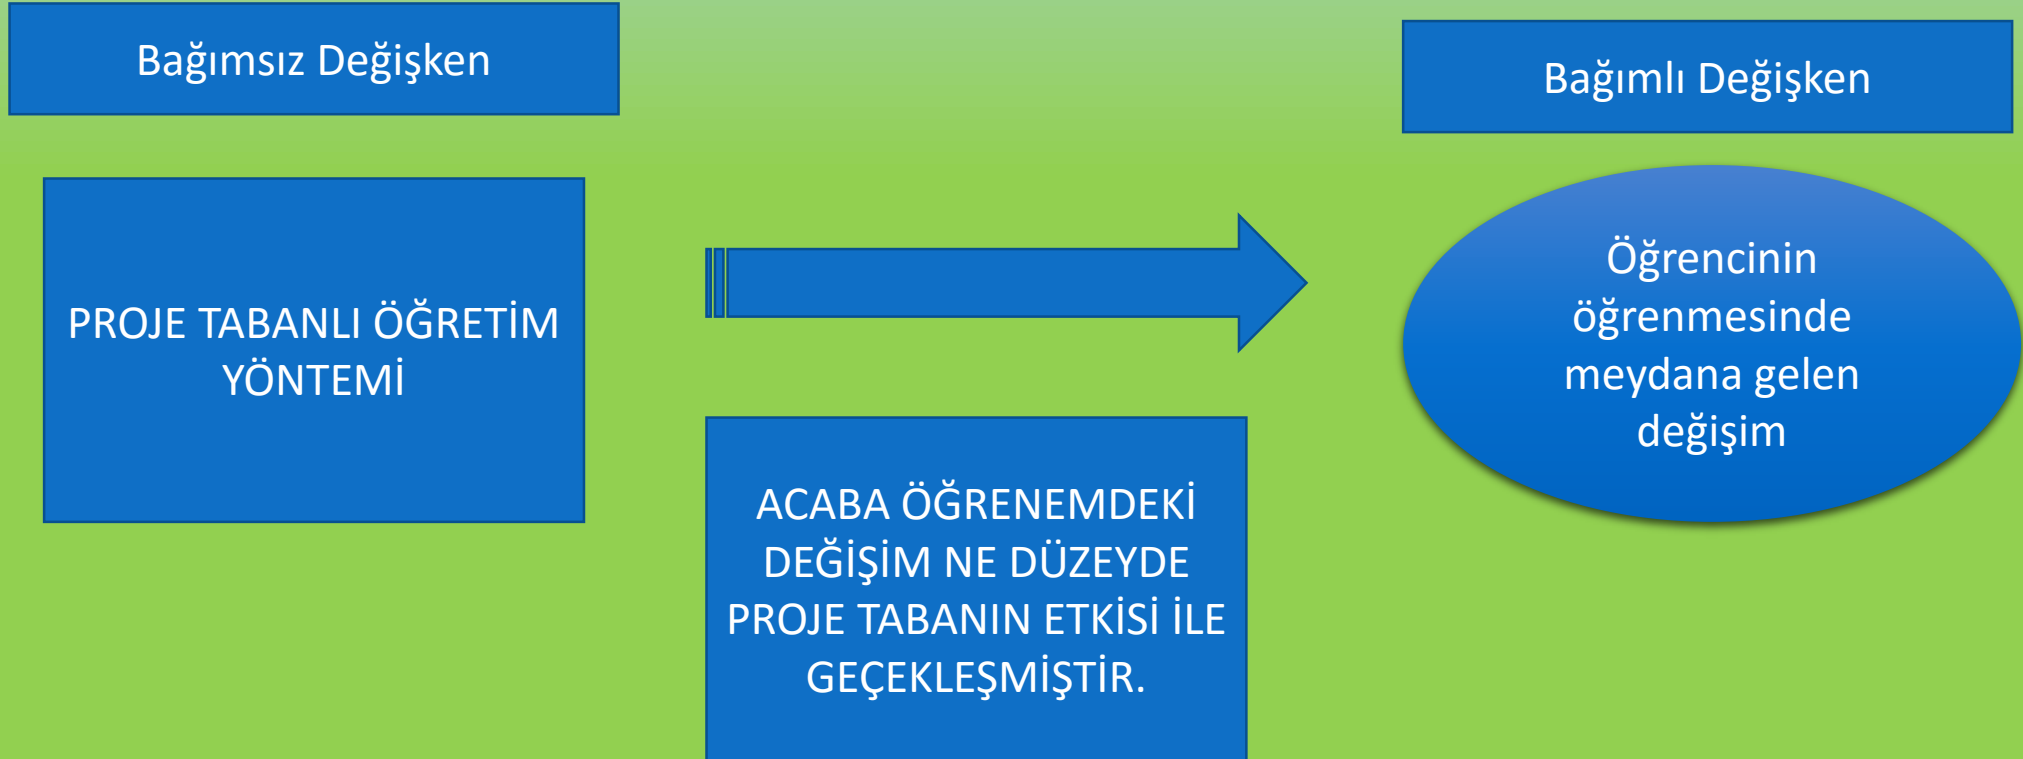 Bağımsız Değişken
Bağımlı Değişken
PROJE TABANLI ÖĞRETİM
YÖNTEMİ
Öğrencinin
öğrenmesinde
meydana gelen
değişim
ACABA ÖĞRENEMDEKİ
DEĞİŞİM NE DÜZEYDE
PROJE TABANIN ETKİSİ İLE
GEÇEKLEŞMİŞTİR.